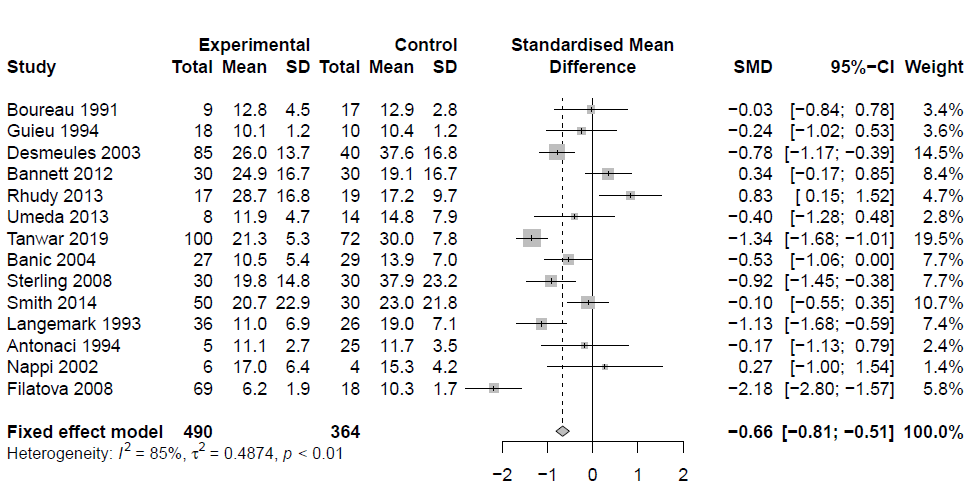 Experimental Control Standardised Mean
Study Total Mean SD Total Mean SD Difference SMD 95%−CI Weight
Boureau 1991 9 12.8 4.5 17 12.9 2.8 −0.03 [−0.84; 0.78] 3.4%
Guieu 1994 18 10.1 1.2 10 10.4 1.2 −0.24 [−1.02; 0.53] 3.6%
Desmeules 2003 85 26.0 13.7 40 37.6 16.8 −0.78 [−1.17; −0.39] 14.5%
Bannett 2012 30 24.9 16.7 30 19.1 16.7 0.34 [−0.17; 0.85] 8.4%
Rhudy 2013 17 28.7 16.8 19 17.2 9.7 0.83 [ 0.15; 1.52] 4.7%
Umeda 2013 8 11.9 4.7 14 14.8 7.9 −0.40 [−1.28; 0.48] 2.8%
Tanwar 2019 100 21.3 5.3 72 30.0 7.8 −1.34 [−1.68; −1.01] 19.5%
Banic 2004 27 10.5 5.4 29 13.9 7.0 −0.53 [−1.06; 0.00] 7.7%
Sterling 2008 30 19.8 14.8 30 37.9 23.2 −0.92 [−1.45; −0.38] 7.7%
Smith 2014 50 20.7 22.9 30 23.0 21.8 −0.10 [−0.55; 0.35] 10.7%
Langemark 1993 36 11.0 6.9 26 19.0 7.1 −1.13 [−1.68; −0.59] 7.4%
Antonaci 1994 5 11.1 2.7 25 11.7 3.5 −0.17 [−1.13; 0.79] 2.4%
Nappi 2002 6 17.0 6.4 4 15.3 4.2 0.27 [−1.00; 1.54] 1.4%
Filatova 2008 69 6.2 1.9 18 10.3 1.7 −2.18 [−2.80; −1.57] 5.8%
Fixed effect model 490 364 −0.66 [−0.81; −0.51] 100.0%
Heterogeneity: I² = 85%, τ² = 0.4874, p < 0.01
−2 −1 0 1 2